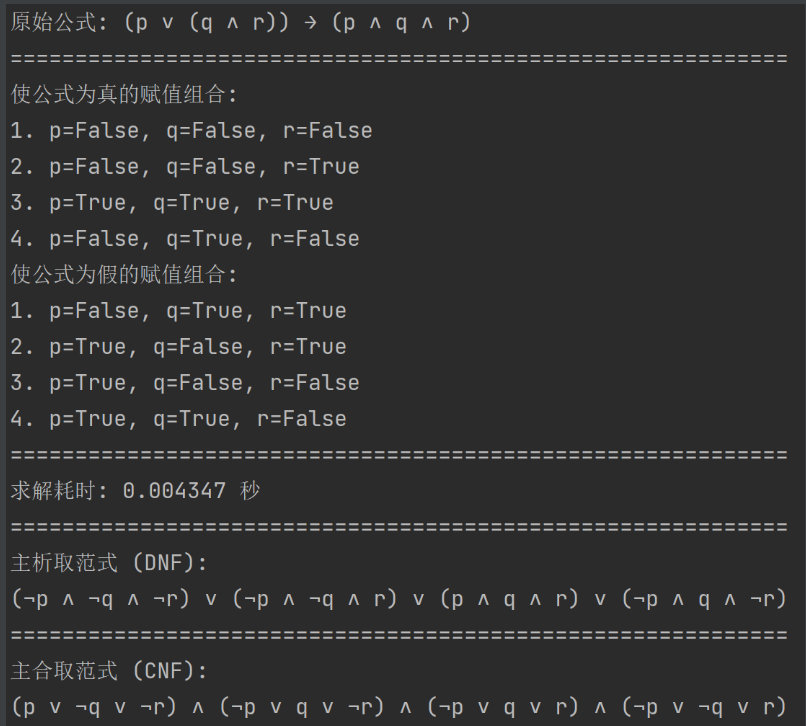 原始公式: (p ∨ (q ∧ r)) → (p ∧ q ∧ r)
============================================================
使公式为真的赋值组合:
1. p=False, q=False, r=False
2. p=False, q=False, r=True
3. p=True, q=True, r=True
4. p=False, q=True, r=False
使公式为假的赋值组合:
1. p=False, q=True, r=True
2. p=True, q=False, r=True
3. p=True, q=False, r=False
4. p=True, q=True, r=False
============================================================
求解耗时: 0.004347 秒
============================================================
主析取范式 (DNF):
(¬p ∧ ¬q ∧ ¬r) ∨ (¬p ∧ ¬q ∧ r) ∨ (p ∧ q ∧ r) ∨ (¬p ∧ q ∧ ¬r)
============================================================
主合取范式 (CNF):
(p ∨ ¬q ∨ ¬r) ∧ (¬p ∨ q ∨ ¬r) ∧ (¬p ∨ q ∨ r) ∧ (¬p ∨ ¬q ∨ r)